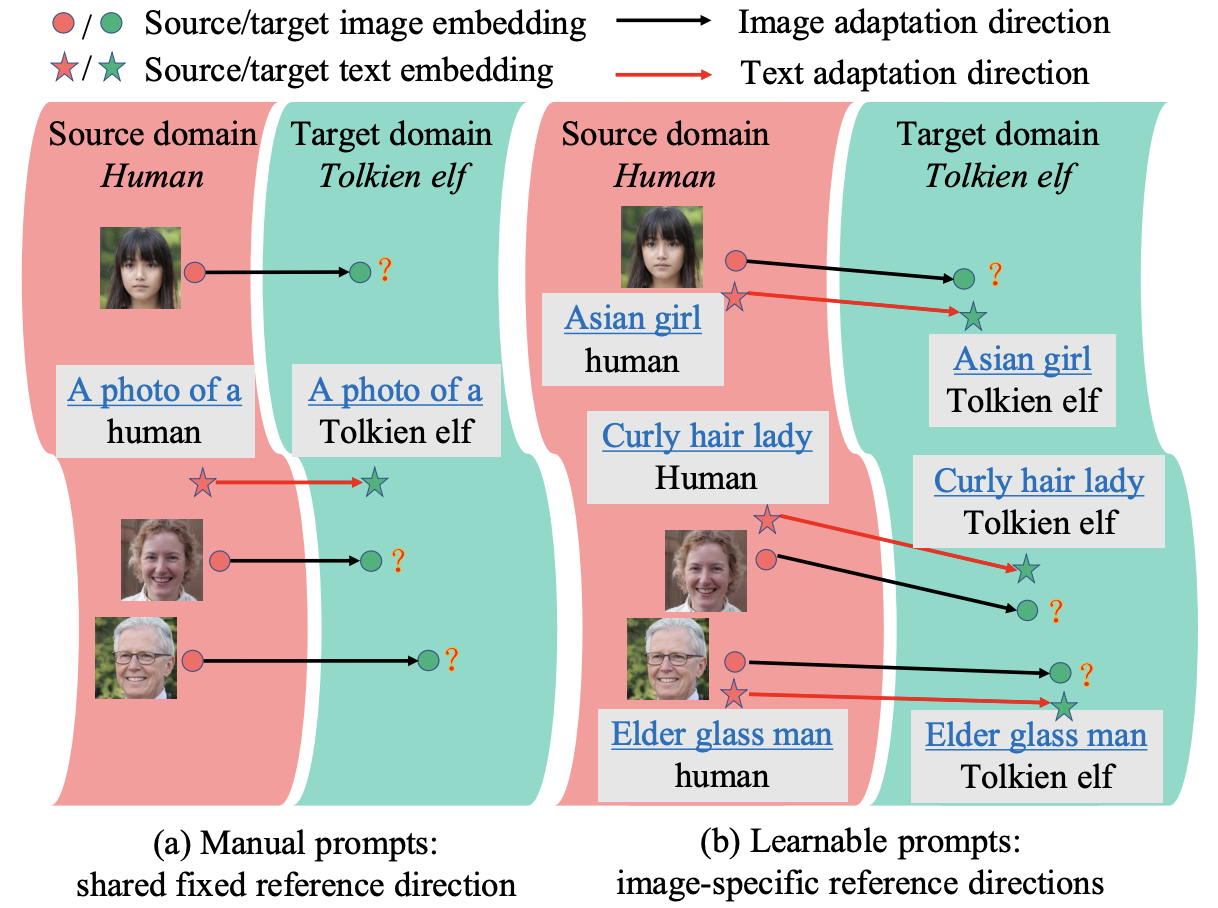 / Source/target image embedding
Image adaptation direction
/ Source/target text embedding
Text adaptation direction
Source domain
Human
Target domain
Tolkien elf
?
A photo of a
human
A photo of a
Tolkien elf
?
?
(a) Manual prompts:
shared fixed reference direction
Source domain
Human
Target domain
Tolkien elf
?
Asian girl
human
Asian girl
Tolkien elf
Curly hair lady
Human
Curly hair lady
Tolkien elf
?
?
Elder glass man
human
Elder glass man
Tolkien elf
(b) Learnable prompts:
image-specific reference directions